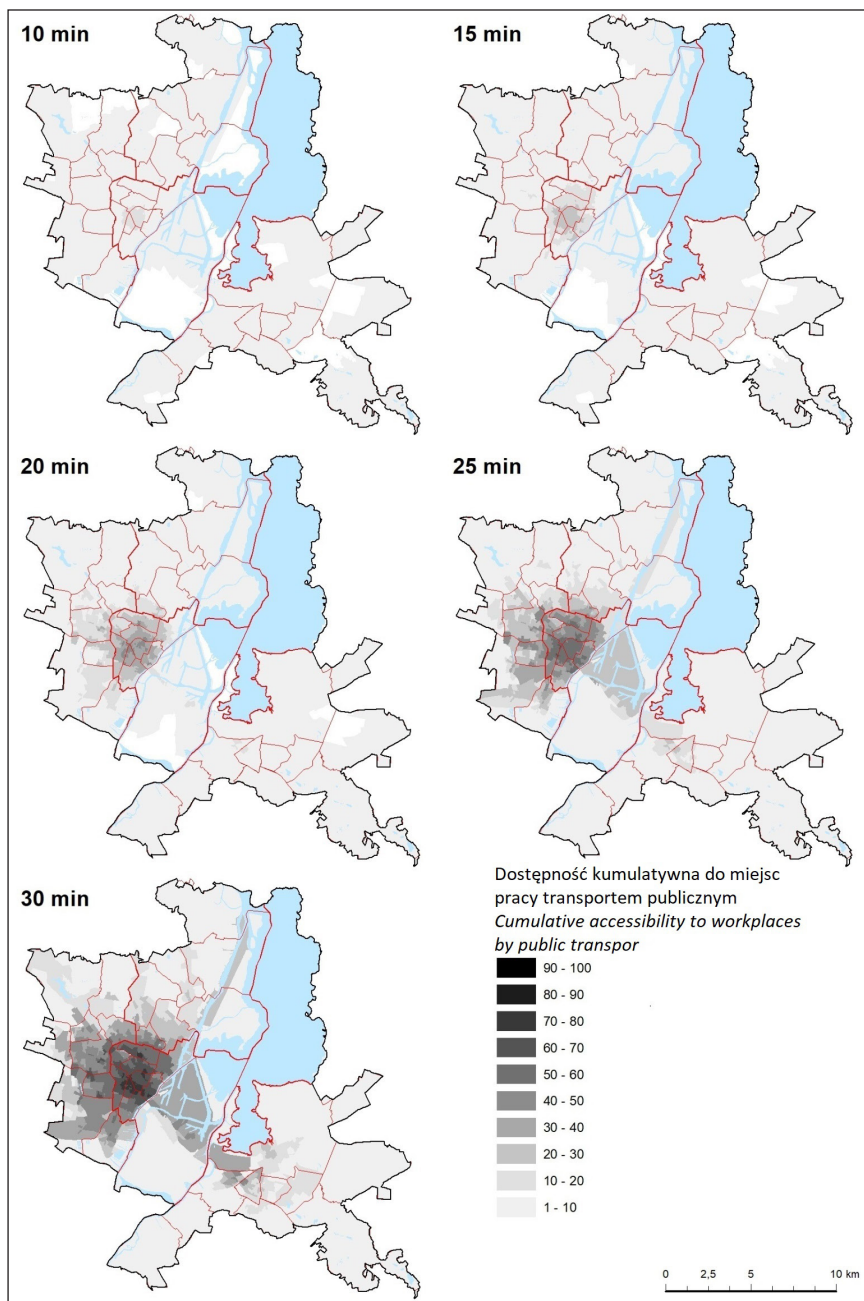 10 min
15 min
20 min
25 min
30 min
Dostępność kumulatywna do miejsc
pracy transportem publicznym
Cumulative accessibility to workplaces
by public transpor
90 - 100
80 - 90
70 - 80
60 - 70
50 - 60
40 - 50
30 - 40
20 - 30
10 - 20
1 - 10
0 2,5 5 10 km